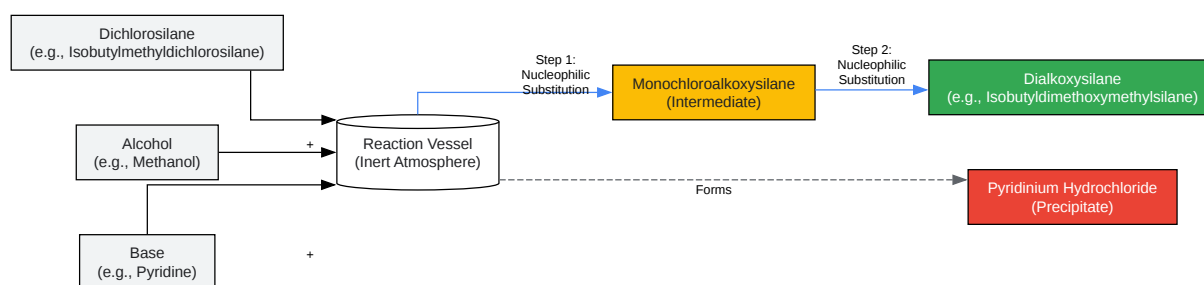 Dichlorosilane
(e.g., Isobutylmethyldichlorosilane)
Step 1:
Nucleophilic
Substitution
Step 2:
Nucleophilic
Substitution
Monochloroalkoxysilane
(Intermediate)
Dialkoxysilane
(e.g., Isobutyldimethoxymethylsilane)
Alcohol
(e.g., Methanol)
+
Reaction Vessel
(Inert Atmosphere)
Forms
Pyridinium Hydrochloride
(Precipitate)
Base
(e.g., Pyridine)
+